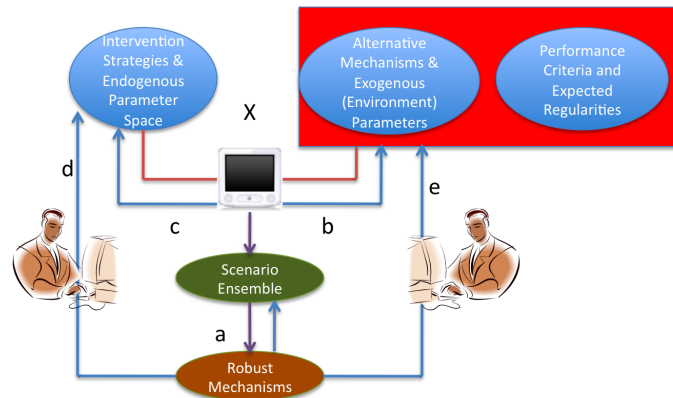 Intervention
Strategies &
Endogenous
Parameter
Space
Alternative
Mechanisms &
Exogenous
(Environment)
Parameters
Performance
Criteria and
Expected
Regularities
X
d
e
c
b
Scenario
Ensemble
a
Robust
Mechanisms